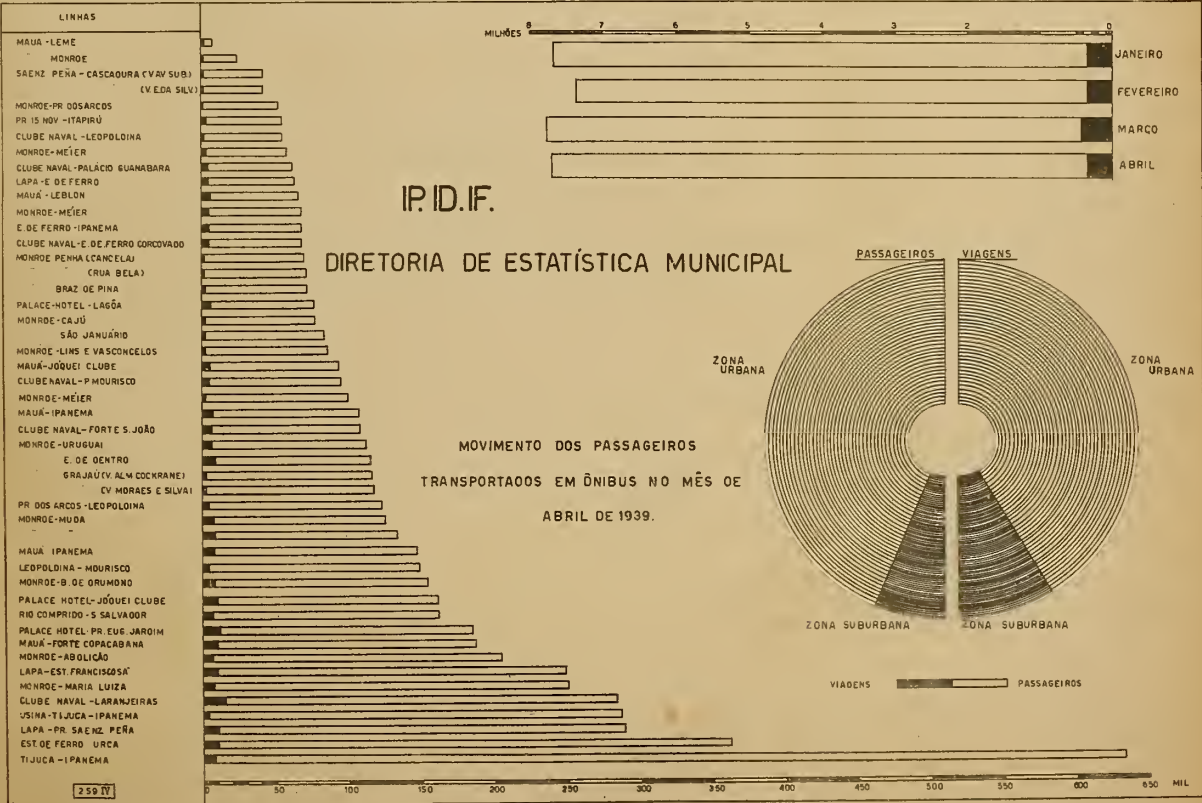 LINHAS
MAUÁ - LEME
MONROE
SAENZ PEÑA - CASCADURA (V AV SUB.)
(V. E. DA SILV.)
MONROE-PR DOS ARCOS
PR 15 NOV - ITAPIRÚ
CLUBE NAVAL - LEOPOLDINA
MONROE-MEÍER
CLUBE NAVAL-PALÁCIO GUANABARA
LAPA - E DE FERRO
MAUÁ - LEBLON
MONROE-MEÍER
E. DE FERRO - IPANEMA
CLUBE NAVAL-E. DE. FERRO CORCOVADO
MONROE PENHA (CANCELA)
(RUA BELA)
BRAZ DE PINA
PALACE-HOTEL - LAGÔA
MONROE-CAJÚ
SÃO JANUÁRIO
MONROE - LINS E VASCONCELOS
MAUÁ-JÓQUEI CLUBE
CLUBE NAVAL-P MOURISCO
MONROE-MEÍER
MAUÁ-IPANEMA
CLUBE NAVAL-FORTE S. JOÃO
MONROE-URUGUAI
E. DE DENTRO
GRAJAÚ (V. ALM COCKRANE)
(V MORAES E SILVA)
PR DOS ARCOS - LEOPOLDINA
MONROE-MUDA
" "
MAUÁ IPANEMA
LEOPOLDINA - MOURISCO
MONROE-B. DE DRUMOND
PALACE HOTEL-JÓQUEI CLUBE
RIO COMPRIDO - S SALVADOR
PALACE HOTEL-PR. EUG. JARDIM
MAUÁ-FORTE COPACABANA
MONROE-ABOLIÇÃO
LAPA-EST. FRANCISCO SÁ
MONROE-MARIA LUIZA
CLUBE NAVAL-LARANJEIRAS
USINA-TIJUCA-IPANEMA
LAPA-PR. SAENZ PEÑA
EST. DE FERRO URCA
TIJUCA - IPANEMA
259 IV
0 50 100 150 200 250 300 350 400 450 500 550 600 650 MIL
MILHÕES 8 7 6 5 4 3 2 0
JANEIRO
FEVEREIRO
MARÇO
ABRIL
P.D.F.
DIRETORIA DE ESTATÍSTICA MUNICIPAL
MOVIMENTO DOS PASSAGEIROS
TRANSPORTADOS EM ÔNIBUS NO MÊS DE
ABRIL DE 1939.
PASSAGEIROS VIAGENS
ZONA URBANA
ZONA URBANA
ZONA SUBURBANA ZONA SUBURBANA
VIAGENS PASSAGEIROS